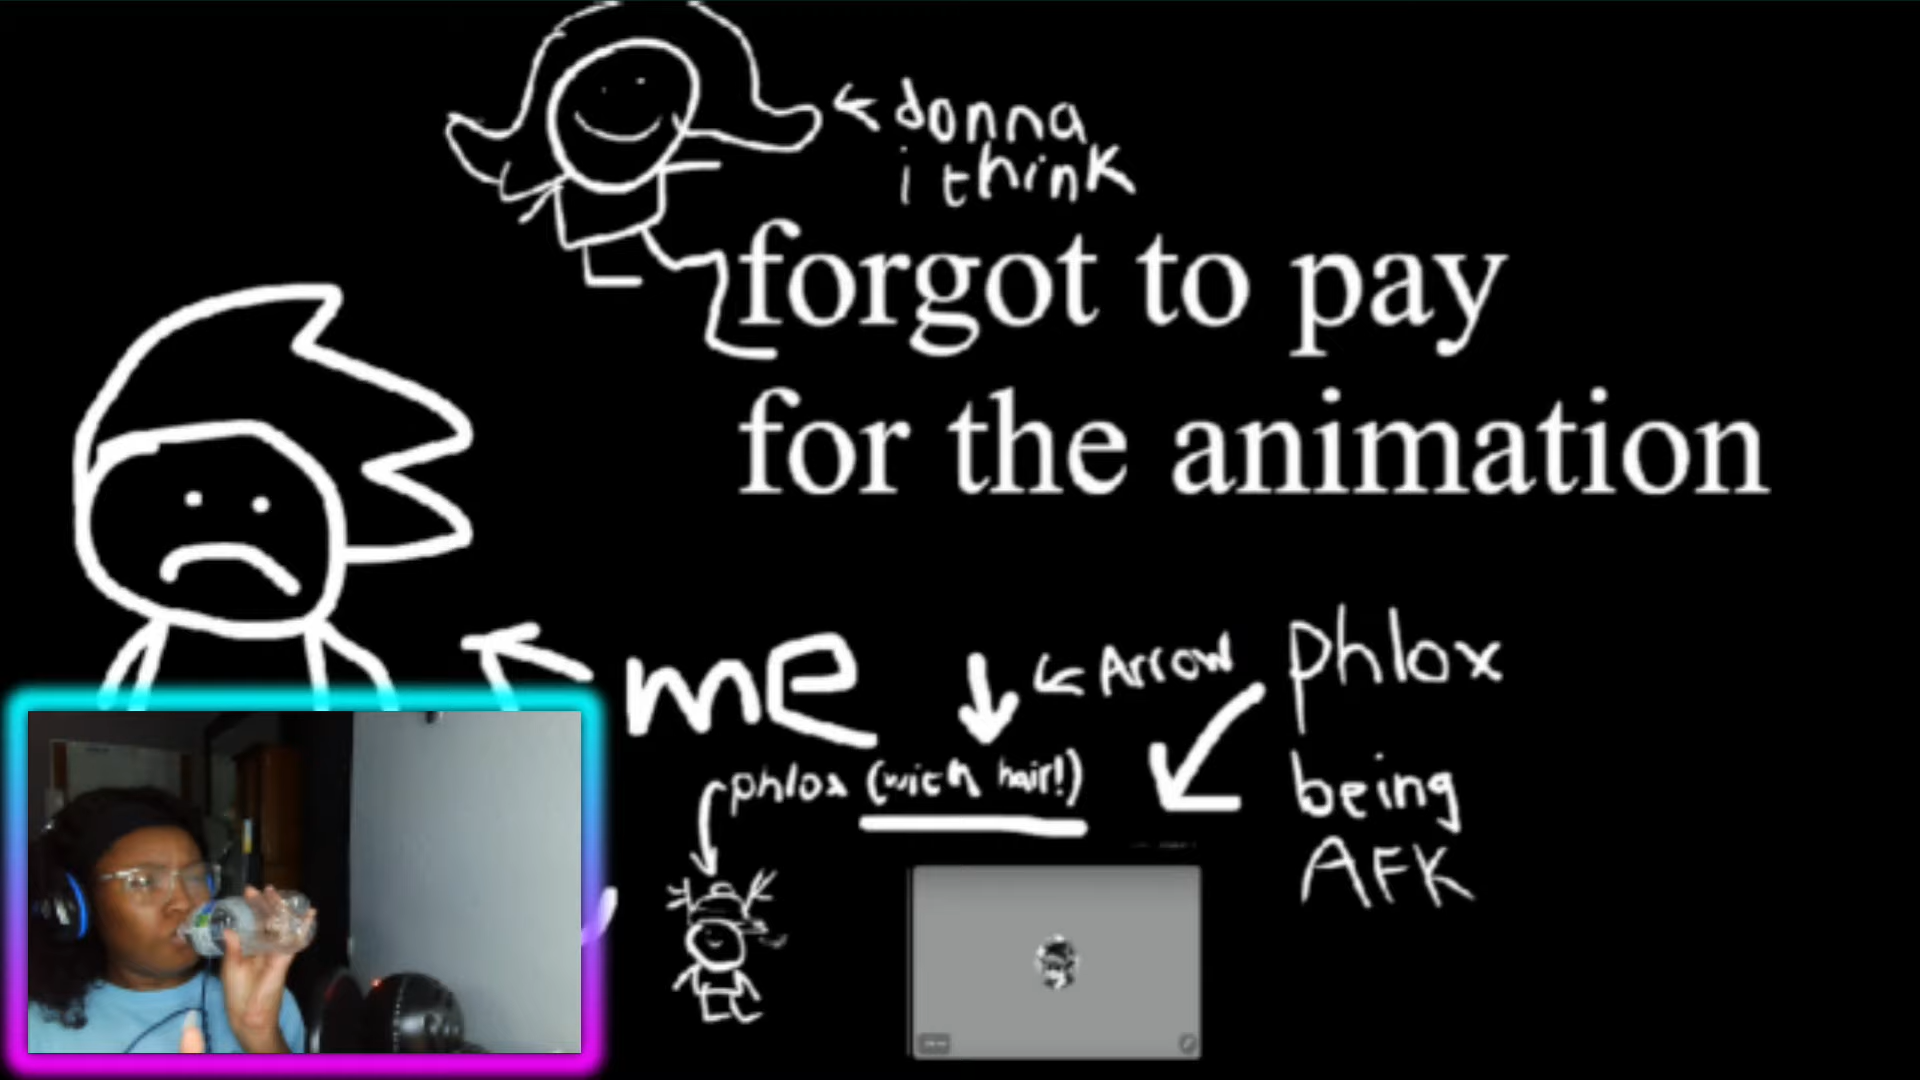 donna
i think
forgot to pay
for the animation
me
Arrow
phlox
being
AFK
phlox (with hair!)